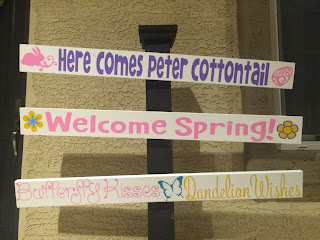 Here comes peter cottontail
Welcome Spring!
Butterfly Kisses Dandelion Wishes